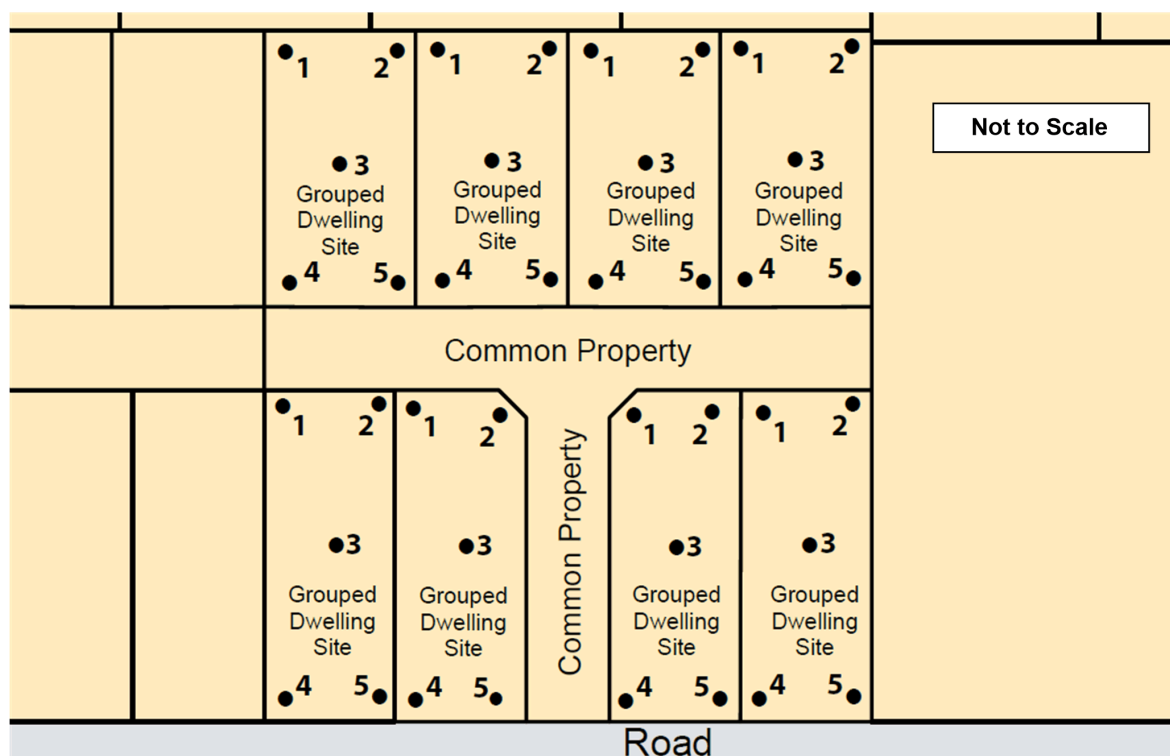 1 2 1 2 1 2 1 2
Not to Scale
3 3 3 3
Grouped Grouped Grouped Grouped
Dwelling Dwelling Dwelling Dwelling
Site Site Site Site
4 5 4 5 4 5 4 5
Common Property
1 2 1 2 1 2 1 2
Common Property
3 3 3 3
Grouped Grouped Grouped Grouped
Dwelling Dwelling Dwelling Dwelling
Site Site Site Site
4 5 4 5 4 5 4 5
Road